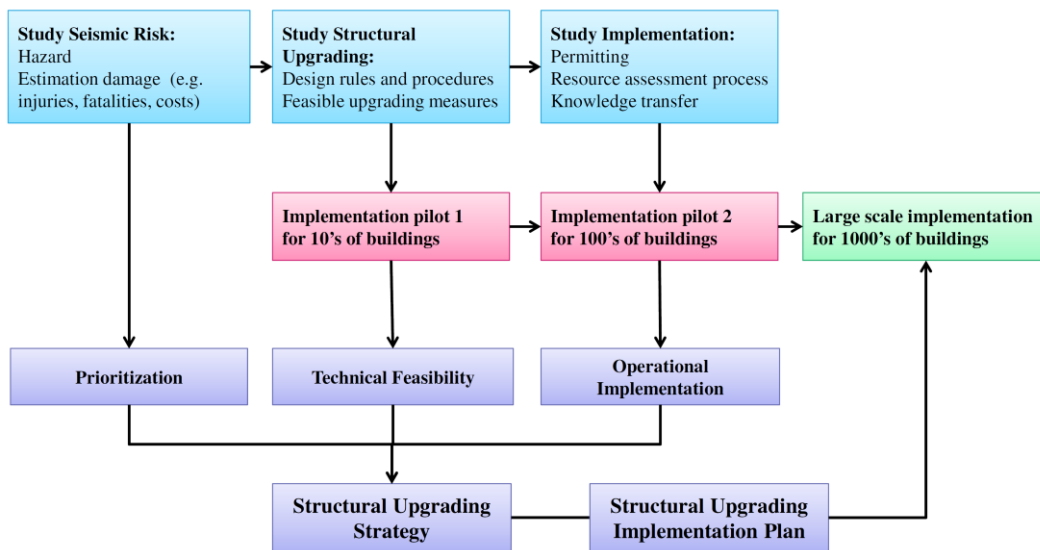 Study Seismic Risk:
Hazard
Estimation damage (e.g.
injuries, fatalities, costs)
Study Structural
Upgrading:
Design rules and procedures
Feasible upgrading measures
Study Implementation:
Permitting
Resource assessment process
Knowledge transfer
Implementation pilot 1
for 10’s of buildings
Implementation pilot 2
for 100’s of buildings
Large scale implementation
for 1000’s of buildings
Prioritization
Technical Feasibility
Operational
Implementation
Structural Upgrading
Strategy
Structural Upgrading
Implementation Plan